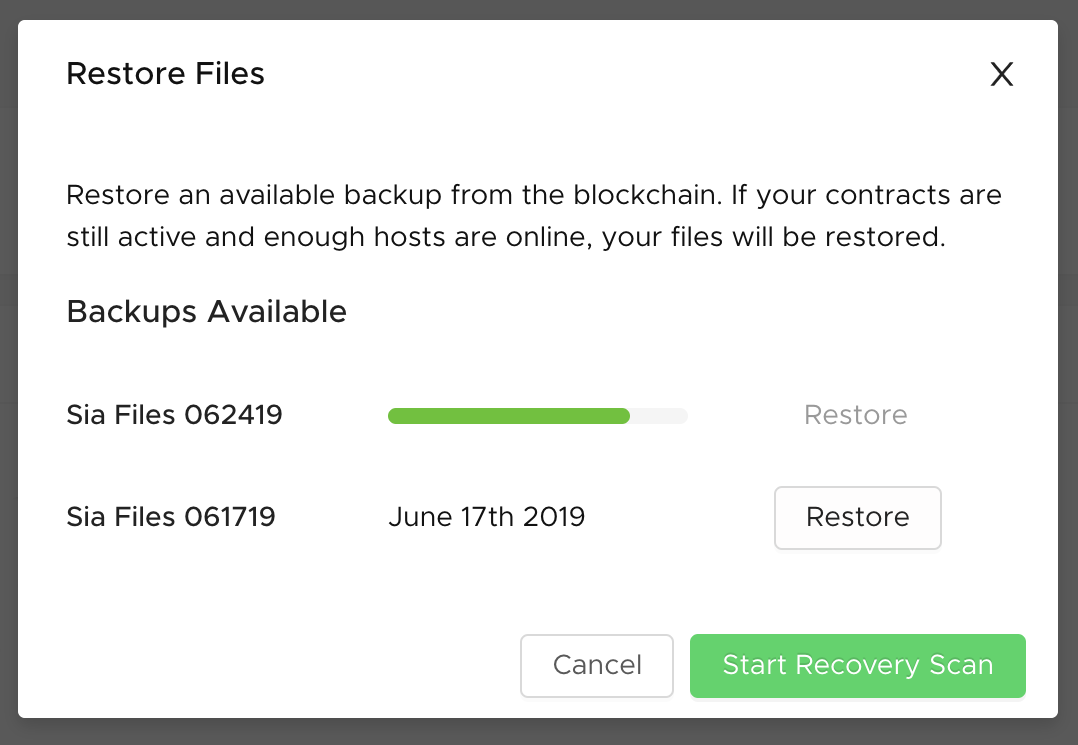 Restore Files
X
Restore an available backup from the blockchain. If your contracts are
still active and enough hosts are online, your files will be restored.
Backups Available
Sia Files 062419 Restore
Sia Files 061719 June 17th 2019 Restore
Cancel Start Recovery Scan